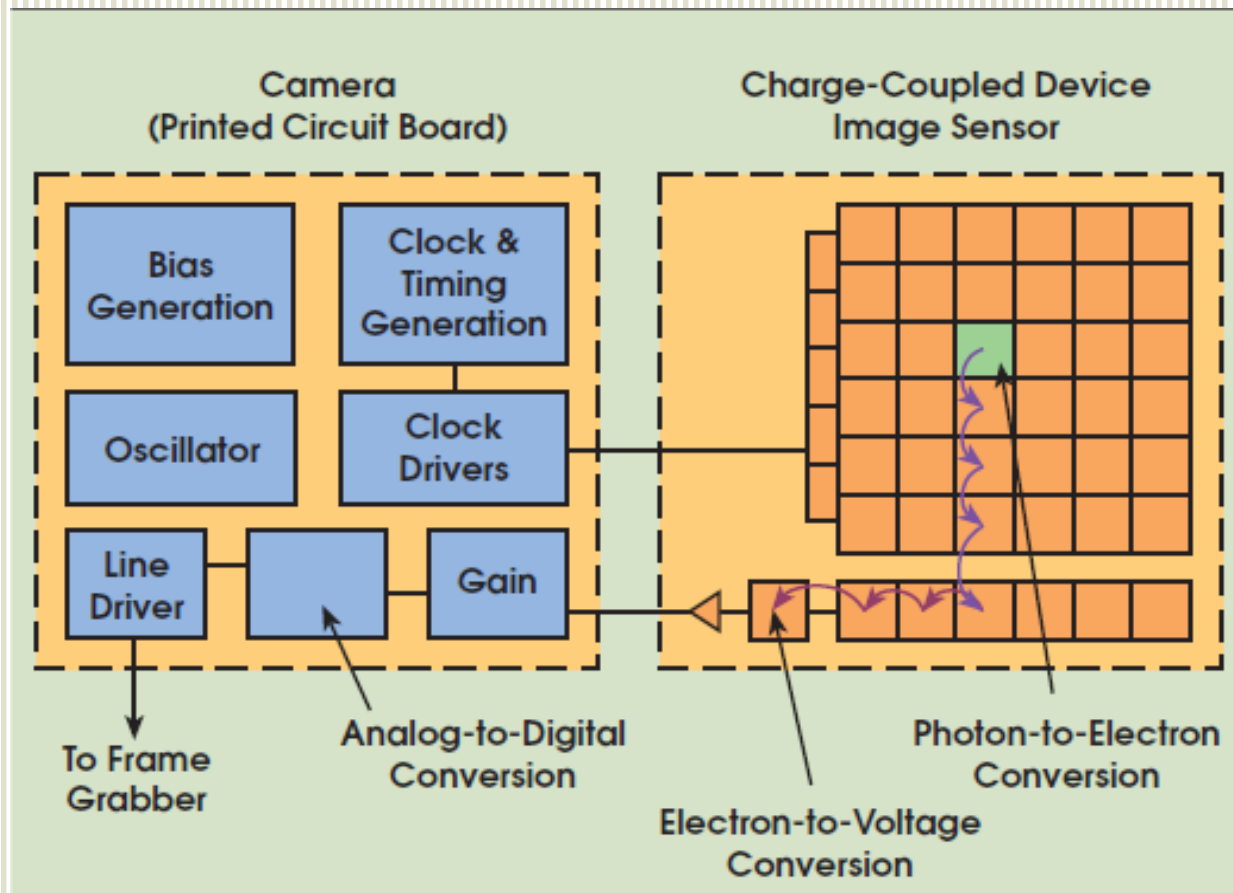 Camera
(Printed Circuit Board)
Charge-Coupled Device
Image Sensor
Bias
Generation
Clock &
Timing
Generation
Oscillator
Clock
Drivers
Line
Driver
Gain
To Frame
Grabber
Analog-to-Digital
Conversion
Electron-to-Voltage
Conversion
Photon-to-Electron
Conversion